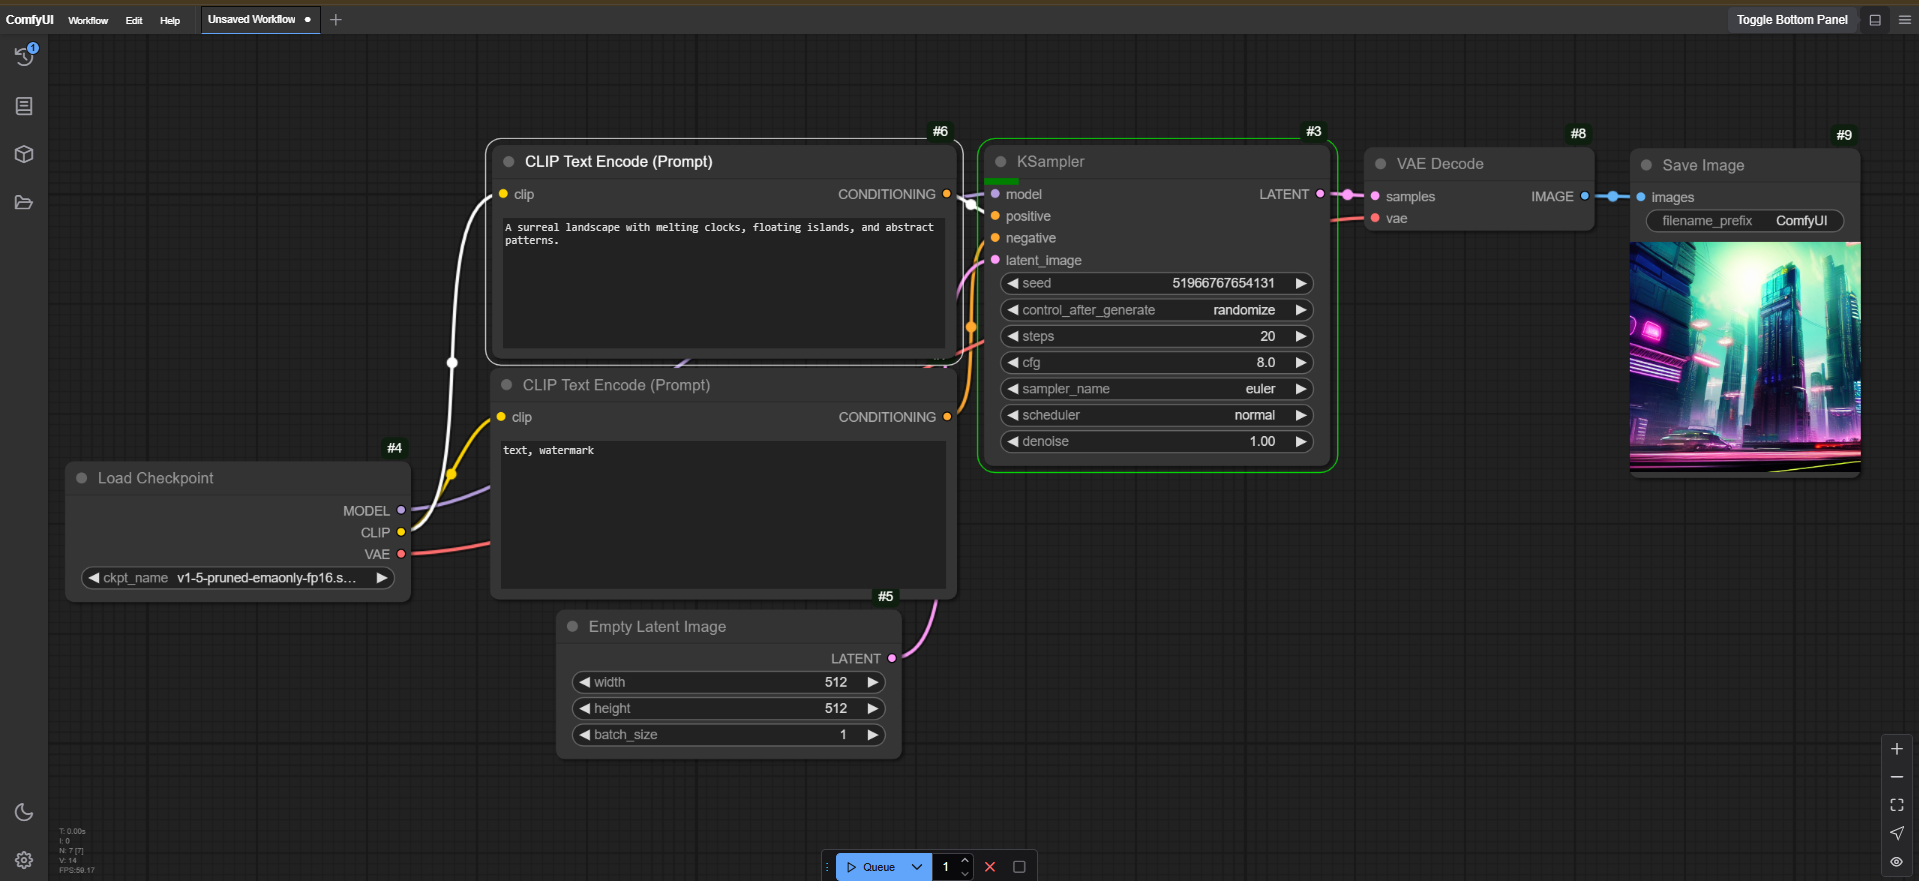 ComfyUI Workflow Edit Help Unsaved Workflow
Toggle Bottom Panel
1
#6
CLIP Text Encode (Prompt)
clip CONDITIONING
A surreal landscape with melting clocks, floating islands, and abstract
patterns.
CLIP Text Encode (Prompt)
clip CONDITIONING
text, watermark
#4
Load Checkpoint
MODEL
CLIP
VAE
ckpt_name v1-5-pruned-emaonly-fp16.s...
#5
Empty Latent Image
LATENT
width 512
height 512
batch_size 1
#3
KSampler
model LATENT
positive
negative
latent_image
seed 51966767654131
control_after_generate randomize
steps 20
cfg 8.0
sampler_name euler
scheduler normal
denoise 1.00
#8
VAE Decode
samples IMAGE
vae
#9
Save Image
images
filename_prefix ComfyUI
T: 0.00s
I: 0
N: 7 [7]
V: 14
FPS:59.17
Queue 1